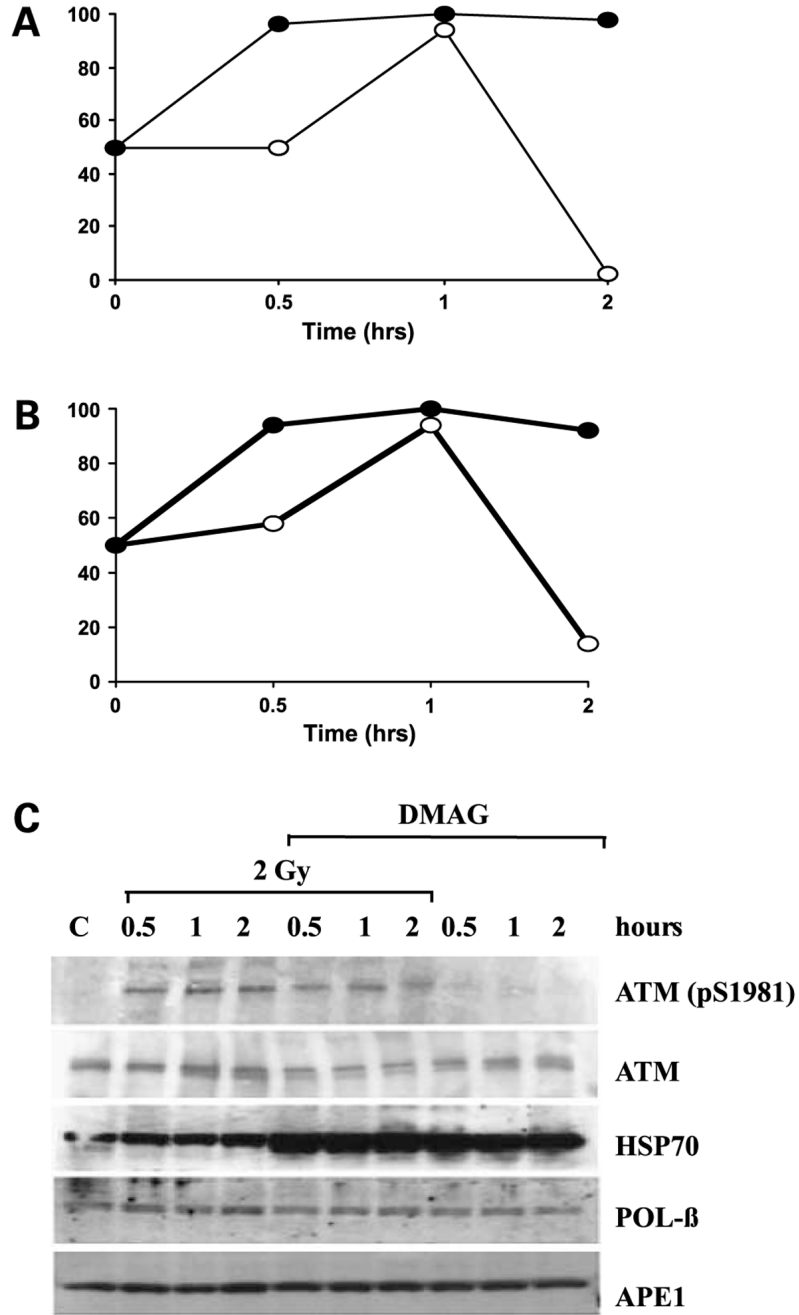 A
100
80
60
40
20
0
0 0.5 1 2
Time (hrs)
B
100
80
60
40
20
0
0 0.5 1 2
Time (hrs)
C
DMAG
2 Gy
C 0.5 1 2 0.5 1 2 0.5 1 2 hours
ATM (pS1981)
ATM
HSP70
POL-ß
APE1